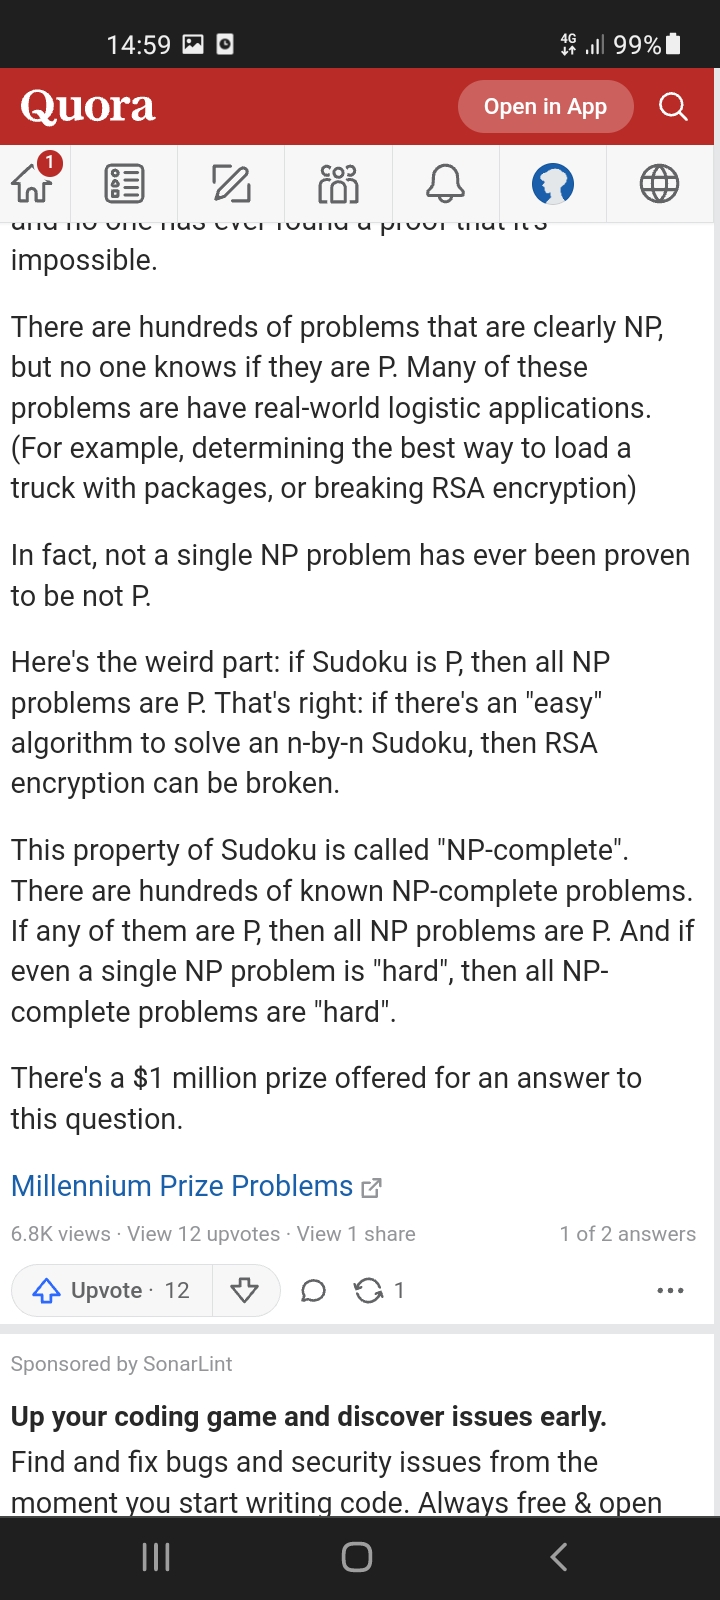 14:59
4G
99%
Quora
Open in App
1
and no one has ever found a proof that it's
impossible.
There are hundreds of problems that are clearly NP,
but no one knows if they are P. Many of these
problems are have real-world logistic applications.
(For example, determining the best way to load a
truck with packages, or breaking RSA encryption)
In fact, not a single NP problem has ever been proven
to be not P.
Here's the weird part: if Sudoku is P, then all NP
problems are P. That's right: if there's an "easy"
algorithm to solve an n-by-n Sudoku, then RSA
encryption can be broken.
This property of Sudoku is called "NP-complete".
There are hundreds of known NP-complete problems.
If any of them are P, then all NP problems are P. And if
even a single NP problem is "hard", then all NP-
complete problems are "hard".
There's a $1 million prize offered for an answer to
this question.
Millennium Prize Problems
6.8K views · View 12 upvotes · View 1 share
1 of 2 answers
Upvote · 12
1
Sponsored by SonarLint
Up your coding game and discover issues early.
Find and fix bugs and security issues from the
moment you start writing code. Always free & open